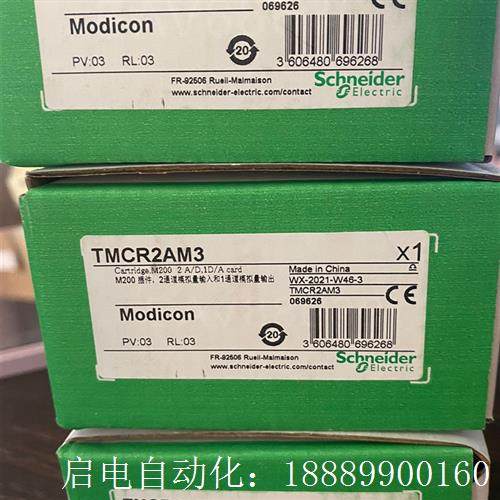 069626
Modicon
20
PV:03 RL:03
3 606480 696268
FR-92506 Rueil-Malmaison
www.schneider-electric.com/contact
Schneider
Electric
TMCR2AM3
X1
Cartridge,M200 2 A/D,1D/A card
M200 插件，2通道模拟量输入和1通道模拟量输出
Made in China
WX-2021-W46-3
TMCR2AM3
069626
CE
Modicon
20
PV:03 RL:03
3 606480 696268
FR-92506 Rueil-Malmaison
www.schneider-electric.com/contact
Schneider
Electric
启电自动化：18889900160